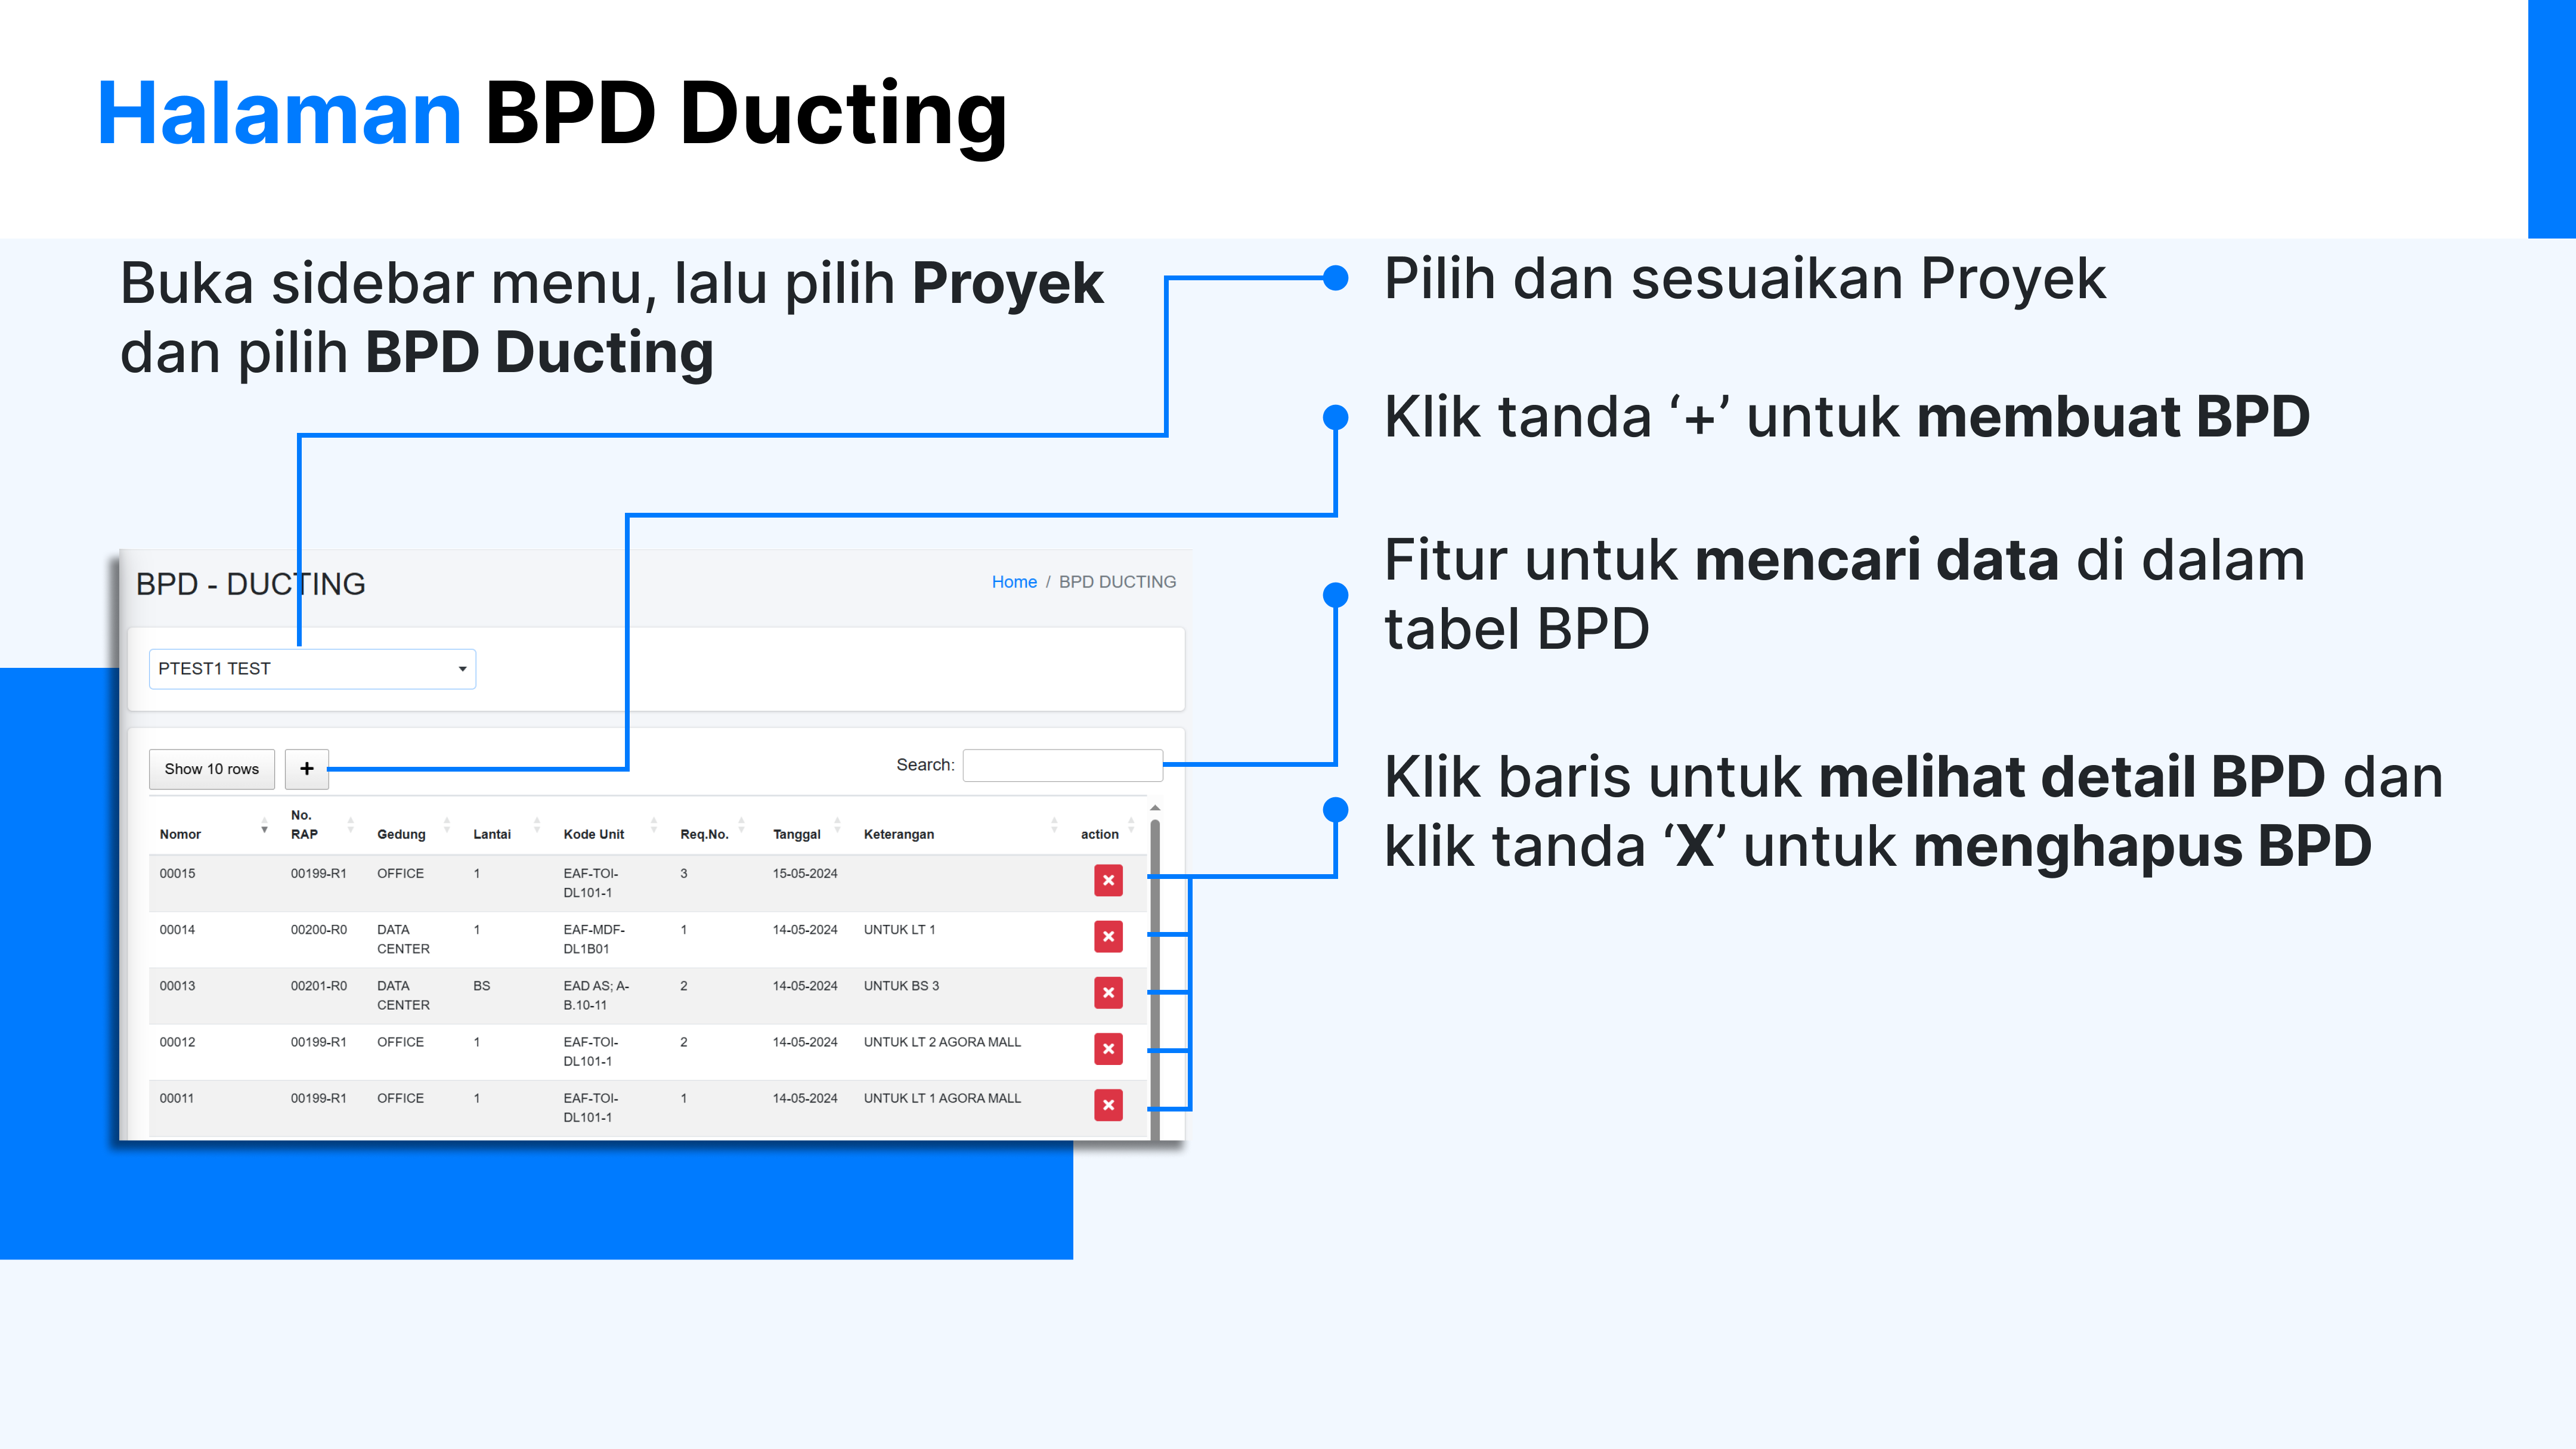 Halaman BPD Ducting
Buka sidebar menu, lalu pilih Proyek
dan pilih BPD Ducting
Pilih dan sesuaikan Proyek
Klik tanda ‘+’ untuk membuat BPD
Fitur untuk mencari data di dalam
tabel BPD
Klik baris untuk melihat detail BPD dan
klik tanda ‘X’ untuk menghapus BPD
BPD - DUCTING
Home / BPD DUCTING
PTEST1 TEST
Show 10 rows + Search:
Nomor No. RAP Gedung Lantai Kode Unit Req.No. Tanggal Keterangan action
00015 00199-R1 OFFICE 1 EAF-TOI- 3 15-05-2024
DL101-1
00014 00200-R0 DATA 1 EAF-MDF- 1 14-05-2024 UNTUK LT 1
CENTER DL1B01
00013 00201-R0 DATA BS EAD AS; A- 2 14-05-2024 UNTUK BS 3
CENTER B.10-11
00012 00199-R1 OFFICE 1 EAF-TOI- 2 14-05-2024 UNTUK LT 2 AGORA MALL
DL101-1
00011 00199-R1 OFFICE 1 EAF-TOI- 1 14-05-2024 UNTUK LT 1 AGORA MALL
DL101-1